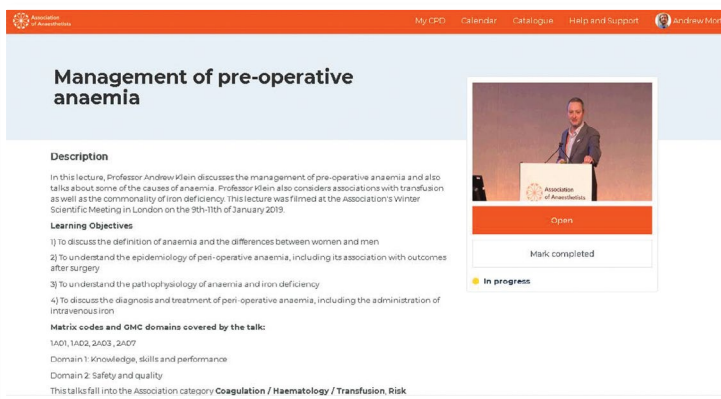 Association
of Anaesthetists
My CPD Calendar Catalogue Help and Support Andrew Mort
Management of pre-operative
anaemia
Description
In this lecture, Professor Andrew Klein discusses the management of pre-operative anaemia and also
talks about some of the causes of anaemia. Professor Klein also considers associations with transfusion
as well as the commonality of iron deficiency. This lecture was filmed at the Association's Winter
Scientific Meeting in London on the 9th-11th of January 2019.
Learning Objectives
1) To discuss the definition of anaemia and the differences between women and men
2) To understand the epidemiology of peri-operative anaemia, including its association with outcomes
after surgery
3) To understand the pathophysiology of anaemia and iron deficiency
4) To discuss the diagnosis and treatment of peri-operative anaemia, including the administration of
intravenous iron
Matrix codes and GMC domains covered by the talk:
1A01, 1A02, 2A03 , 2A07
Domain 1: Knowledge, skills and performance
Domain 2: Safety and quality
This talks fall into the Association category Coagulation / Haematology / Transfusion, Risk
Association
of Anaesthetists
Open
Mark completed
In progress